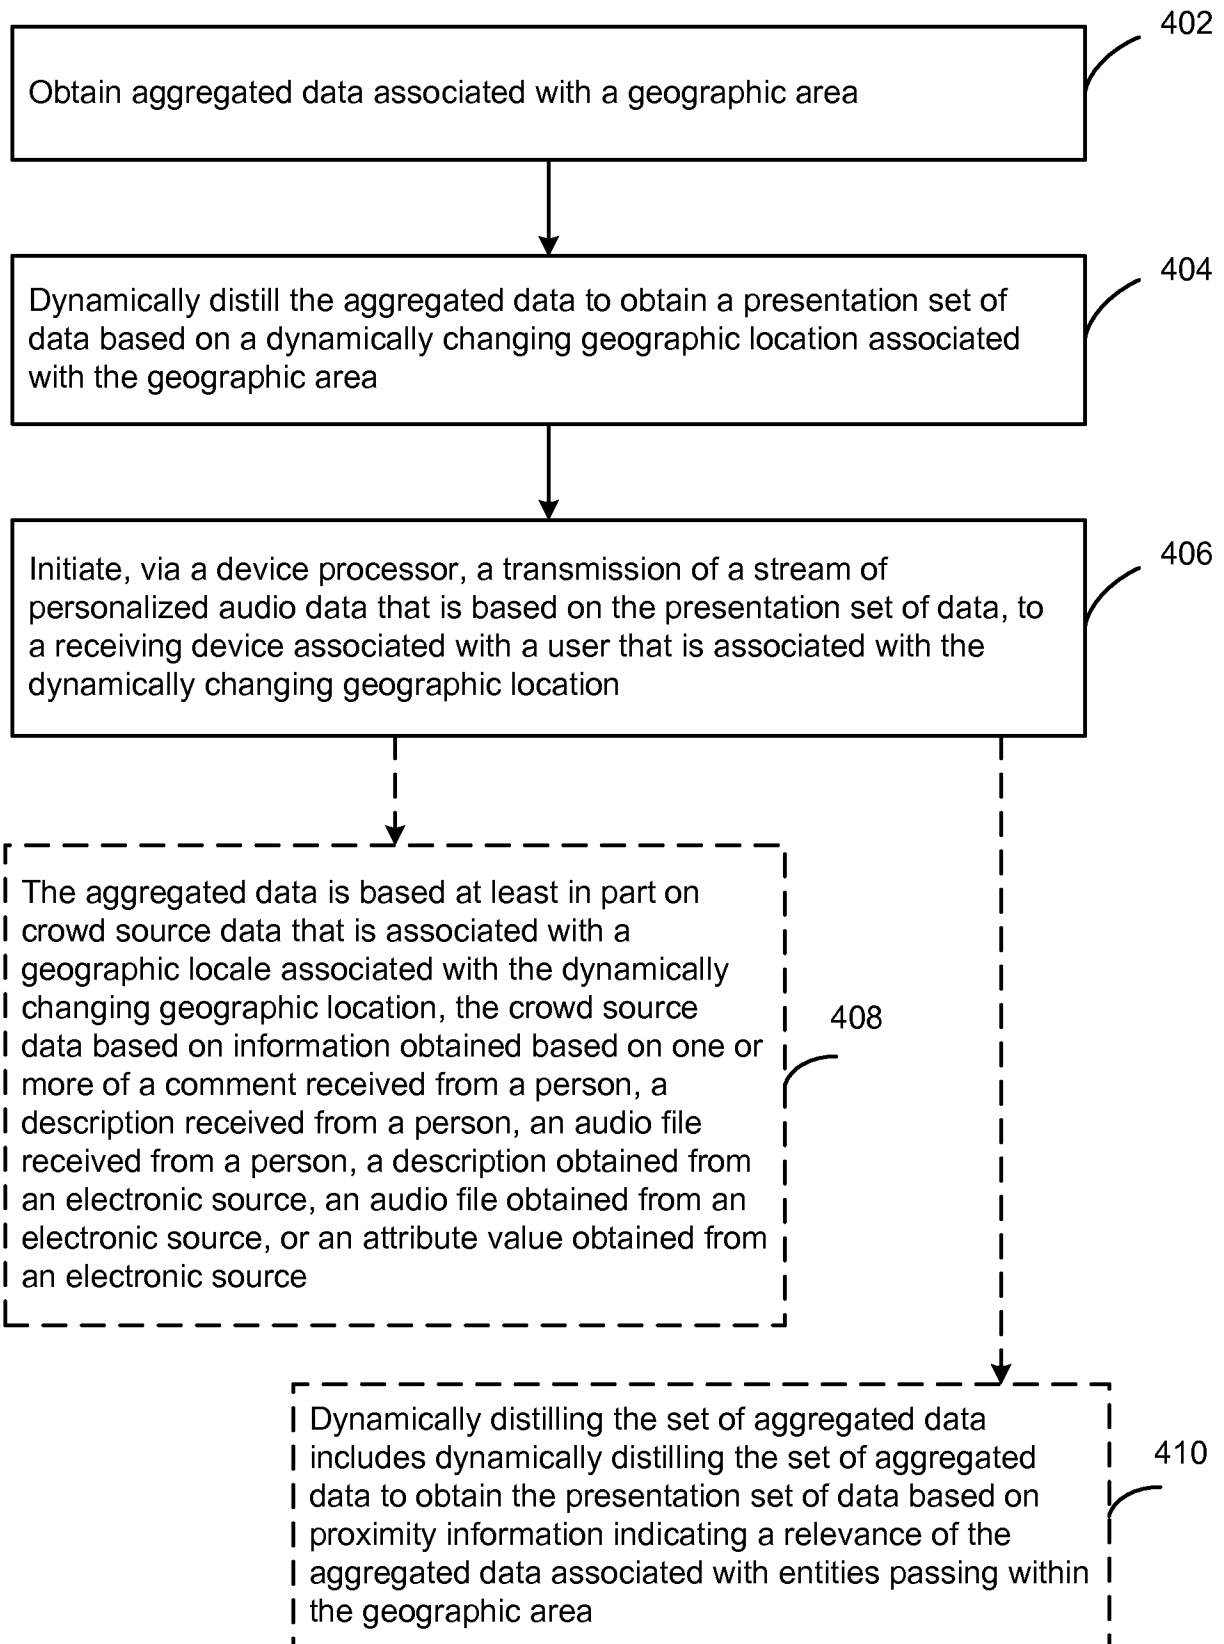 402
Obtain aggregated data associated with a geographic area
404
Dynamically distill the aggregated data to obtain a presentation set of
data based on a dynamically changing geographic location associated
with the geographic area
406
Initiate, via a device processor, a transmission of a stream of
personalized audio data that is based on the presentation set of data, to
a receiving device associated with a user that is associated with the
dynamically changing geographic location
The aggregated data is based at least in part on
crowd source data that is associated with a
geographic locale associated with the dynamically
changing geographic location, the crowd source
data based on information obtained based on one or
more of a comment received from a person, a
description received from a person, an audio file
received from a person, a description obtained from
an electronic source, an audio file obtained from an
electronic source, or an attribute value obtained from
an electronic source
408
Dynamically distilling the set of aggregated data
includes dynamically distilling the set of aggregated
data to obtain the presentation set of data based on
proximity information indicating a relevance of the
aggregated data associated with entities passing within
the geographic area
410